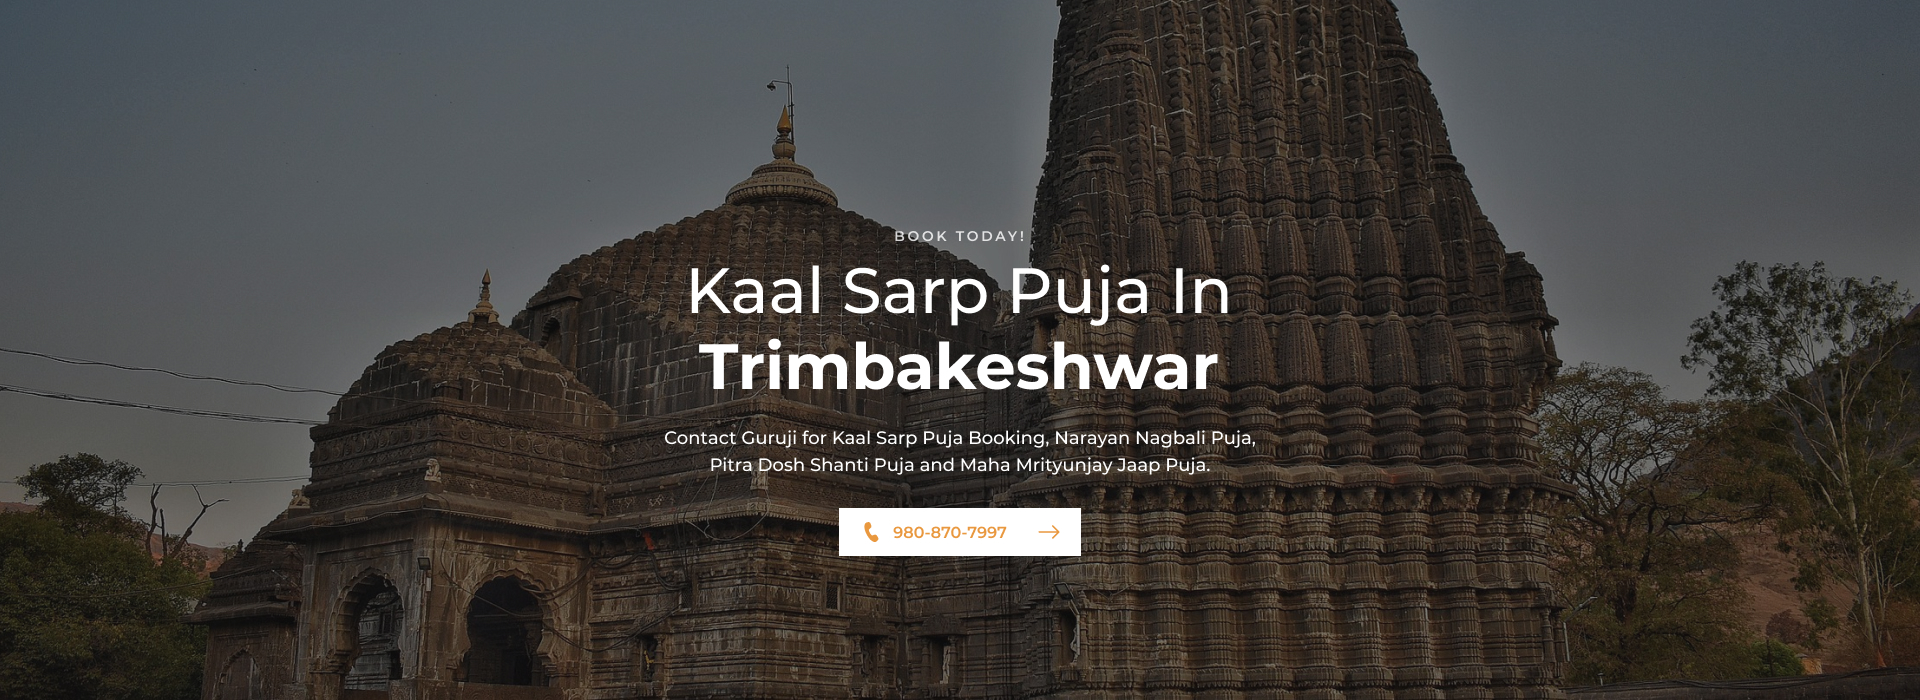 BOOK TODAY!
Kaal Sarp Puja In
Trimbakeshwar
Contact Guruji for Kaal Sarp Puja Booking, Narayan Nagbali Puja,
Pitra Dosh Shanti Puja and Maha Mrityunjay Jaap Puja.
980-870-7997